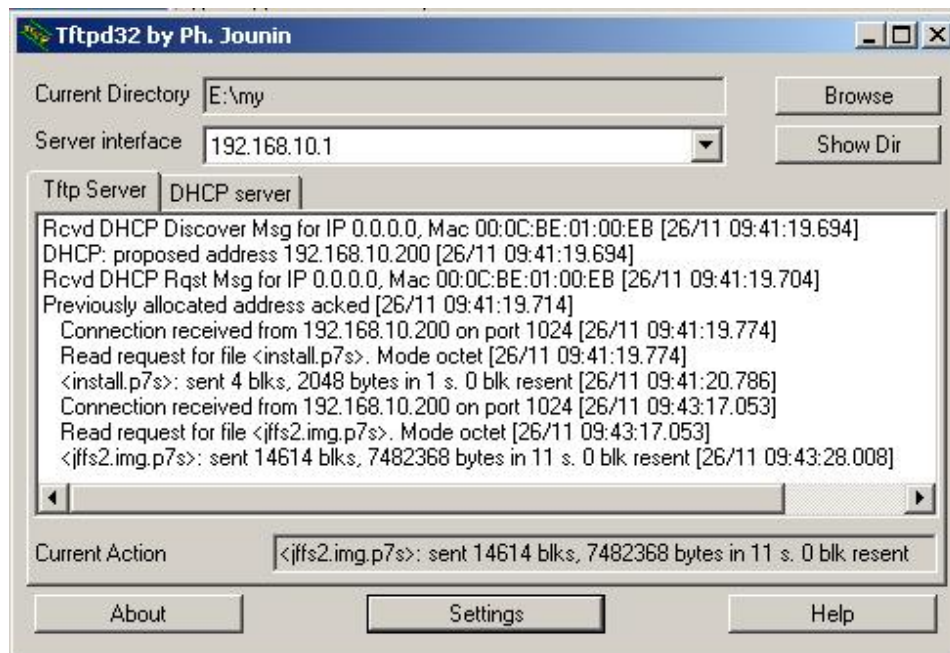 Tftpd32 by Ph. Jounin
Current Directory E:\my Browse
Server interface 192.168.10.1 Show Dir
Tftp Server DHCP server
Rcvd DHCP Discover Msg for IP 0.0.0.0, Mac 00:0C:BE:01:00:EB [26/11 09:41:19.694]
DHCP: proposed address 192.168.10.200 [26/11 09:41:19.694]
Rcvd DHCP Rqst Msg for IP 0.0.0.0, Mac 00:0C:BE:01:00:EB [26/11 09:41:19.704]
Previously allocated address acked [26/11 09:41:19.714]
Connection received from 192.168.10.200 on port 1024 [26/11 09:41:19.774]
Read request for file <install.p7s>. Mode octet [26/11 09:41:19.774]
<install.p7s>: sent 4 blks, 2048 bytes in 1 s. 0 blk resent [26/11 09:41:20.786]
Connection received from 192.168.10.200 on port 1024 [26/11 09:43:17.053]
Read request for file <jffs2.img.p7s>. Mode octet [26/11 09:43:17.053]
<jffs2.img.p7s>: sent 14614 blks, 7482368 bytes in 11 s. 0 blk resent [26/11 09:43:28.008]
Current Action <jffs2.img.p7s>: sent 14614 blks, 7482368 bytes in 11 s. 0 blk resent
About Settings Help